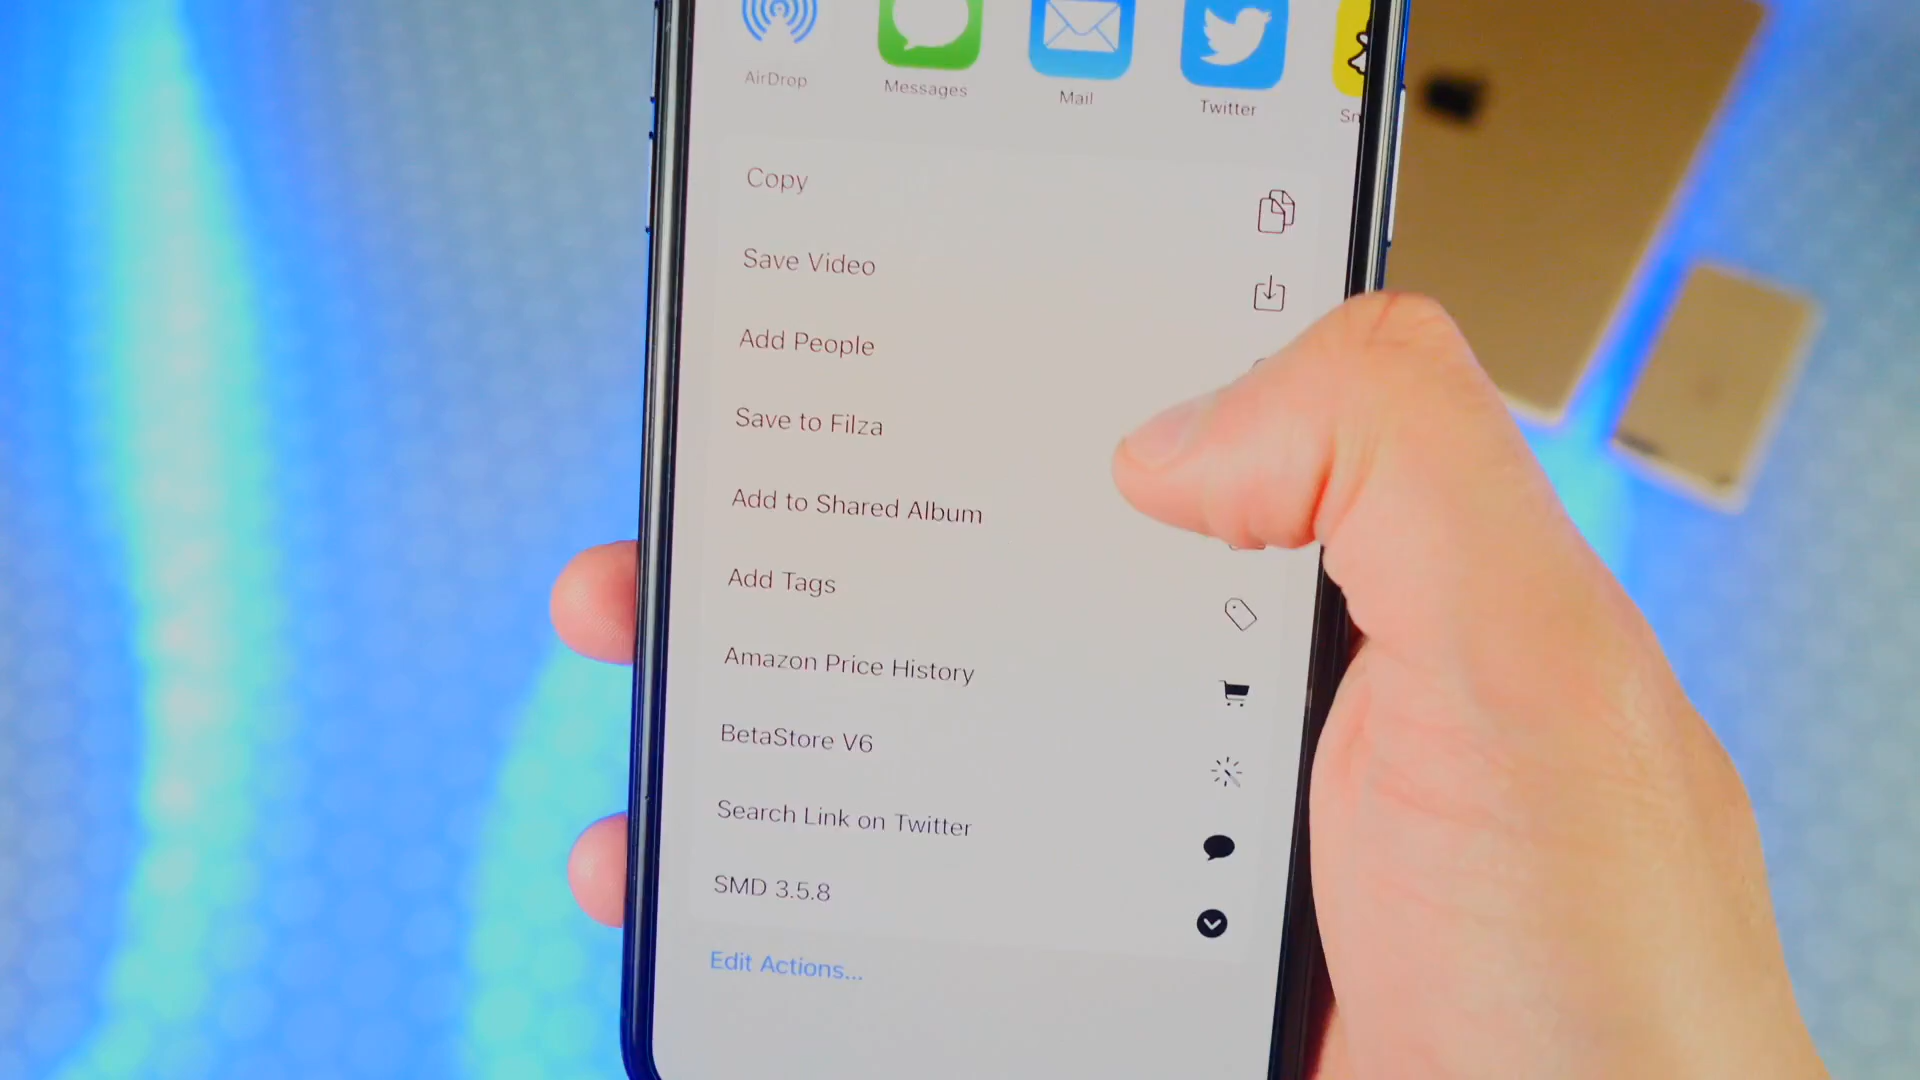 AirDrop
Messages
Mail
Twitter
Sn
Copy
Save Video
Add People
Save to Filza
Add to Shared Album
Add Tags
Amazon Price History
BetaStore V6
Search Link on Twitter
SMD 3.5.8
Edit Actions...